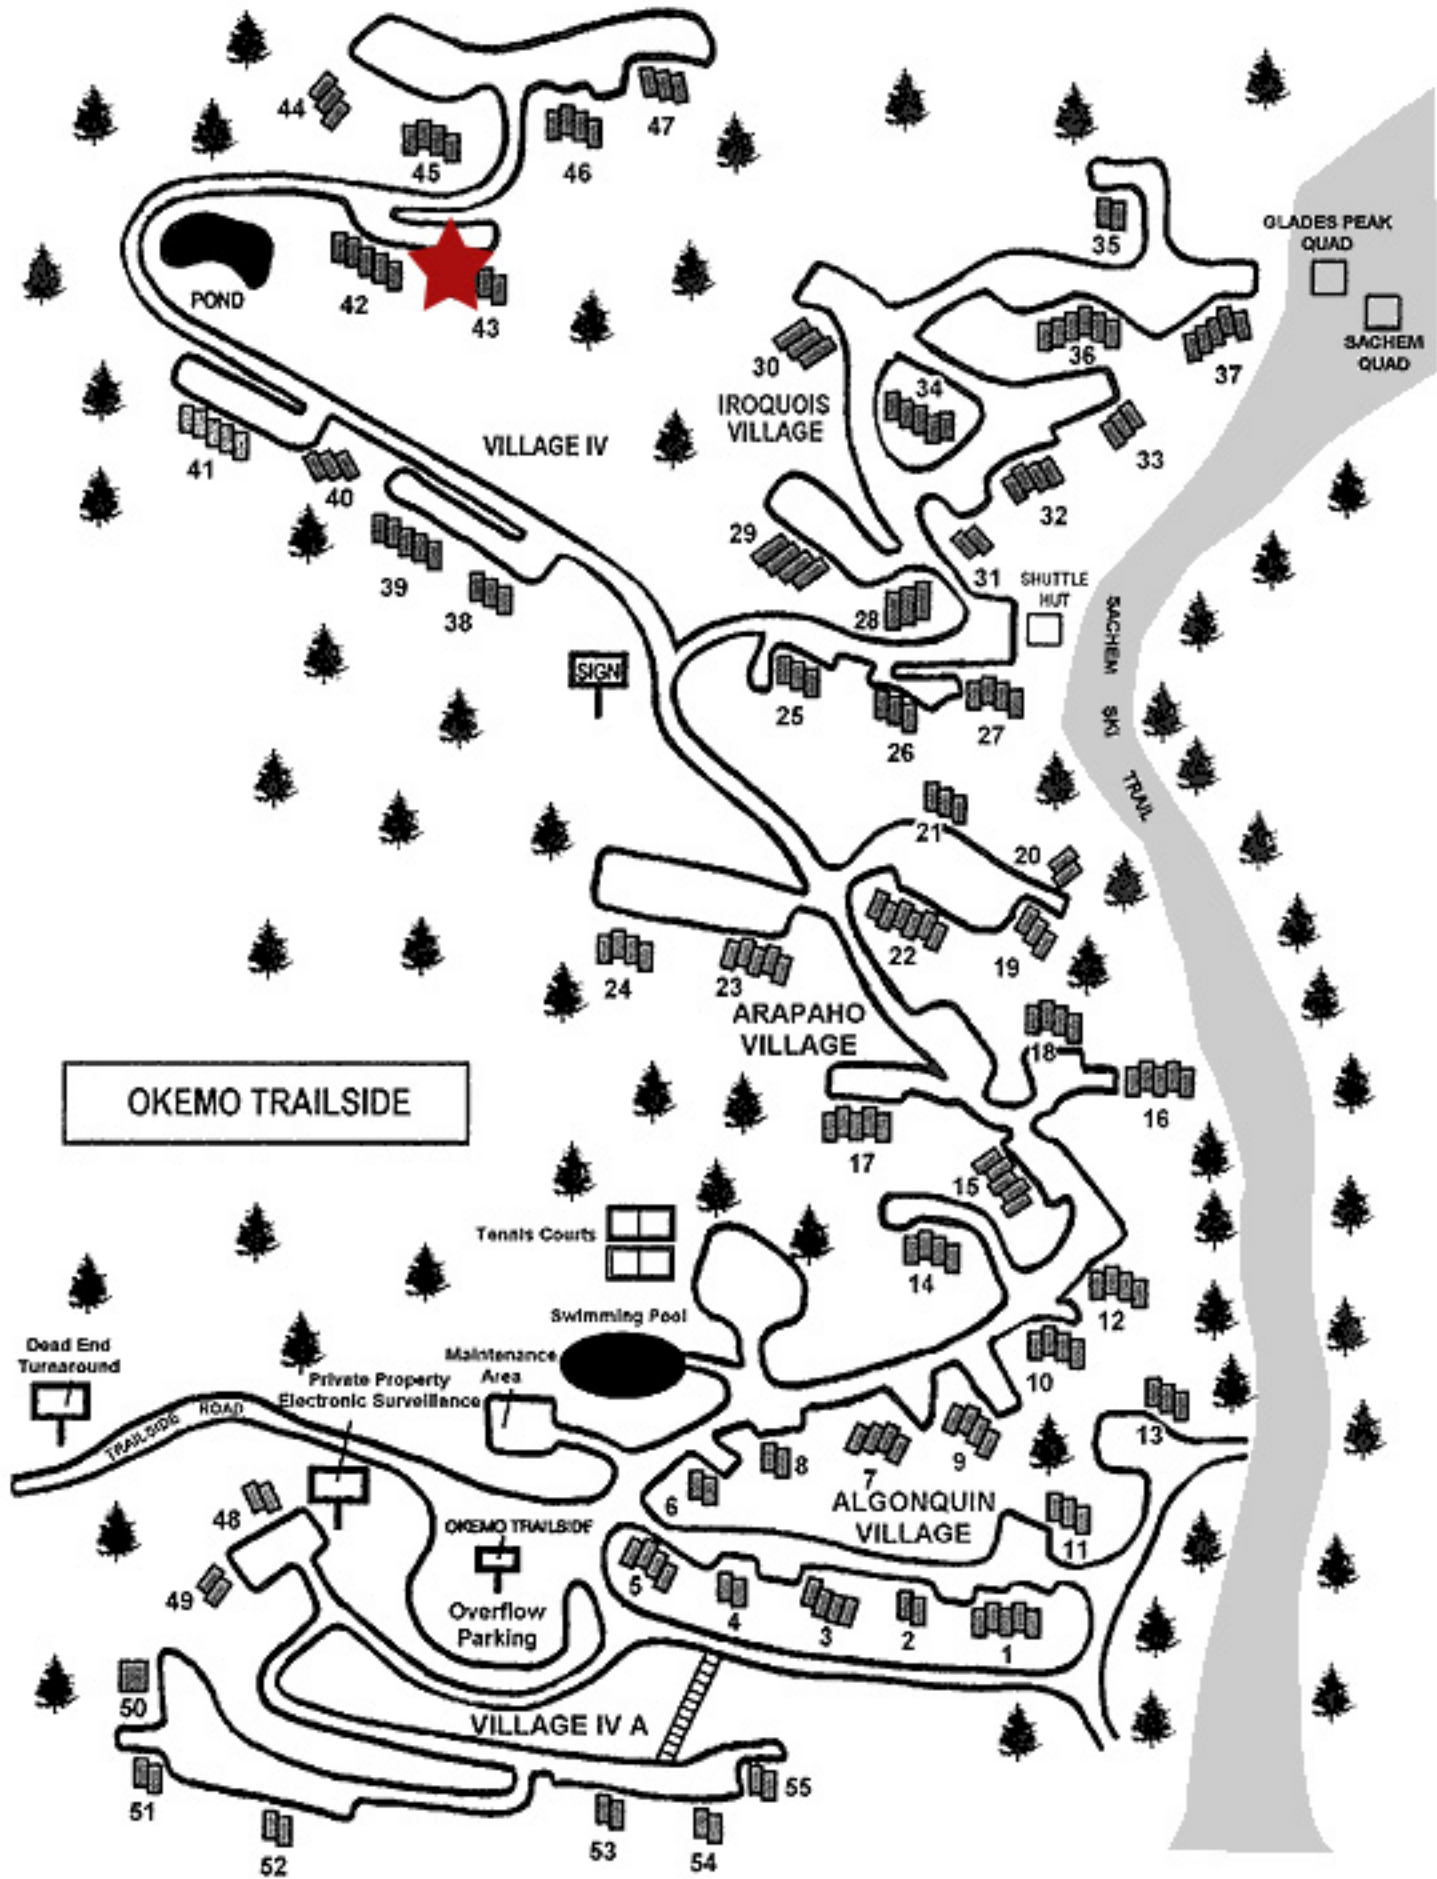 44
45
46
47
GLADES PEAK
QUAD
SACHEM
QUAD
35
POND
42
43
30
36
37
34
IROQUOIS
VILLAGE
33
VILLAGE IV
41
40
32
29
31
SHUTTLE
HUT
39
38
28
SACHEM
SKI
TRAIL
SIGN
25
26
27
21
20
22
19
24
23
ARAPAHO
VILLAGE
18
16
OKEMO TRAILSIDE
17
15
Tennis Courts
14
12
Swimming Pool
Dead End
Turnaround
Maintenance
Area
Private Property
Electronic Surveillance
10
TRAILSIDE ROAD
13
8
7
9
6
ALGONQUIN
VILLAGE
48
OKEMO TRAILSIDE
11
49
5
4
3
2
1
Overflow
Parking
50
VILLAGE IV A
51
55
52
53
54